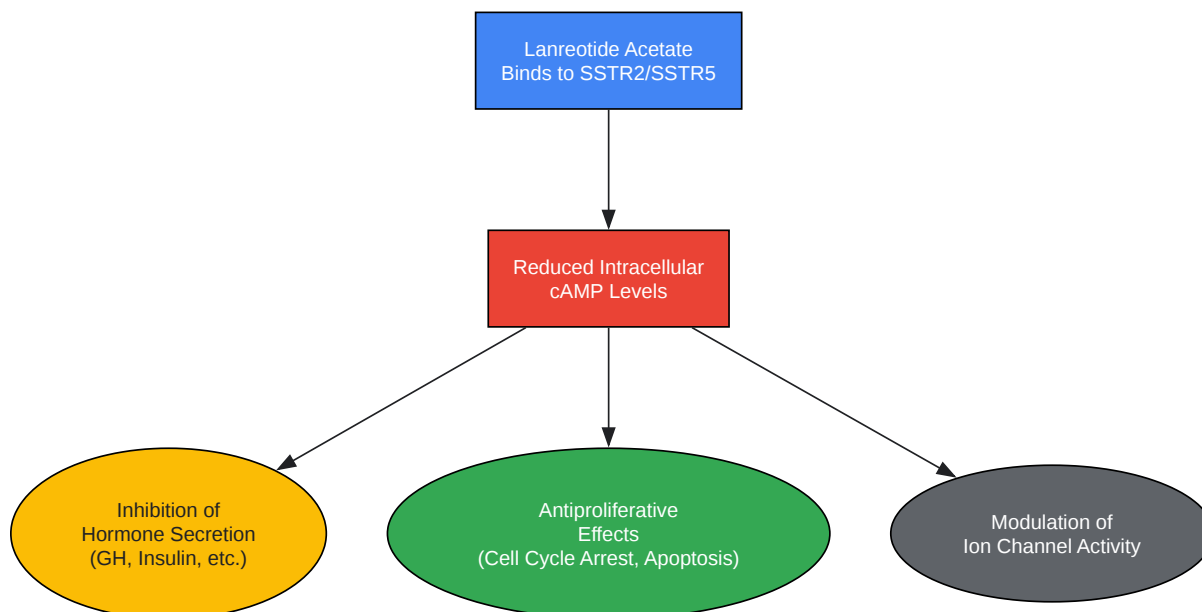 Lanreotide Acetate
Binds to SSTR2/SSTR5
Reduced Intracellular
cAMP Levels
Inhibition of
Hormone Secretion
(GH, Insulin, etc.)
Antiproliferative
Effects
(Cell Cycle Arrest, Apoptosis)
Modulation of
Ion Channel Activity